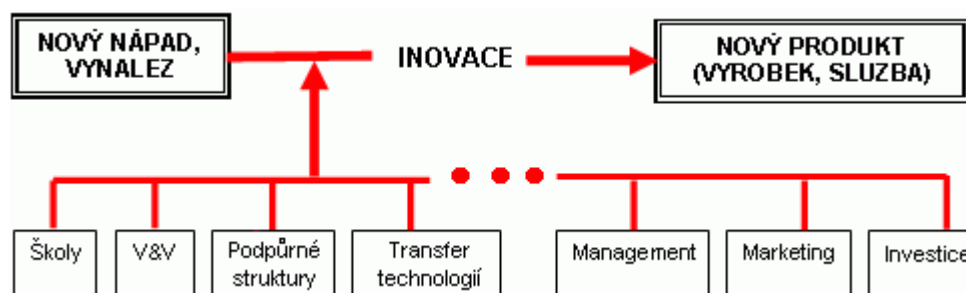 NOVÝ NÁPAD,
VYNALEZ
INOVACE
NOVÝ PRODUKT
(VYROBEK, SLUZBA)
Školy
V&V
Podpůrné
struktury
Transfer
technologií
Management
Marketing
Investice